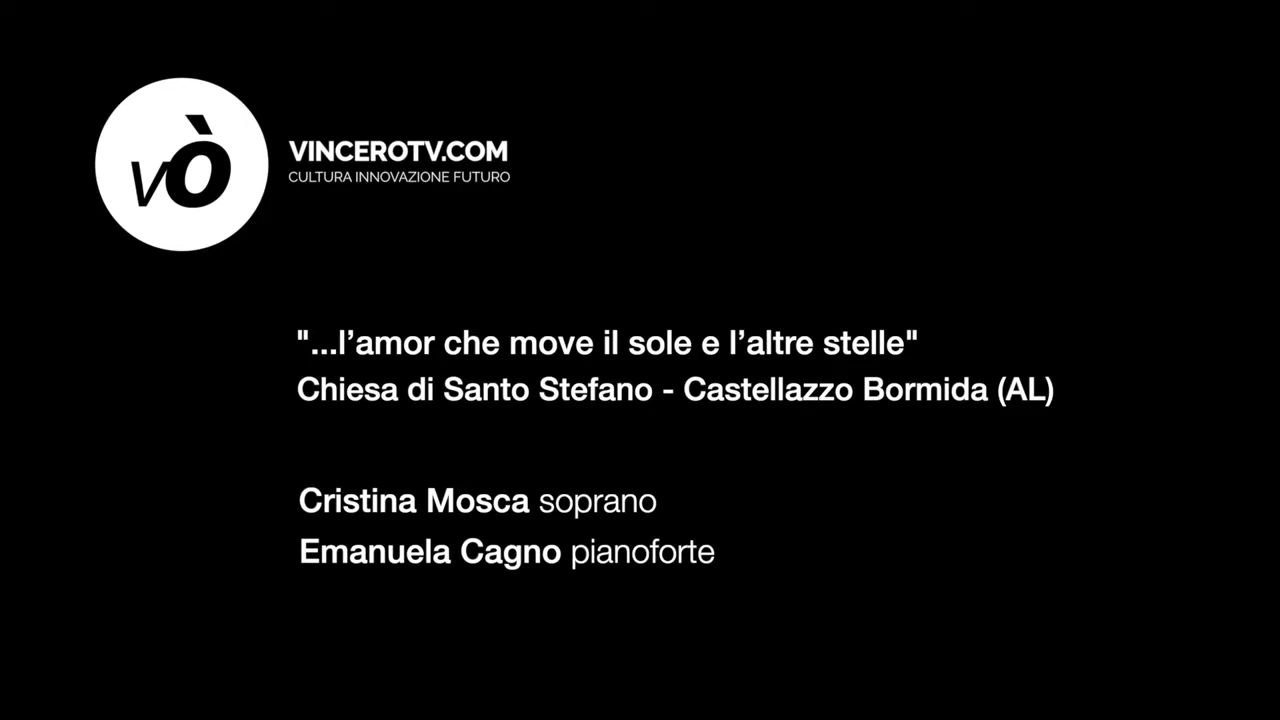 vò
VINCEROTV.COM
CULTURA INNOVAZIONE FUTURO
"...l’amor che move il sole e l’altre stelle"
Chiesa di Santo Stefano - Castellazzo Bormida (AL)
Cristina Mosca soprano
Emanuela Cagno pianoforte